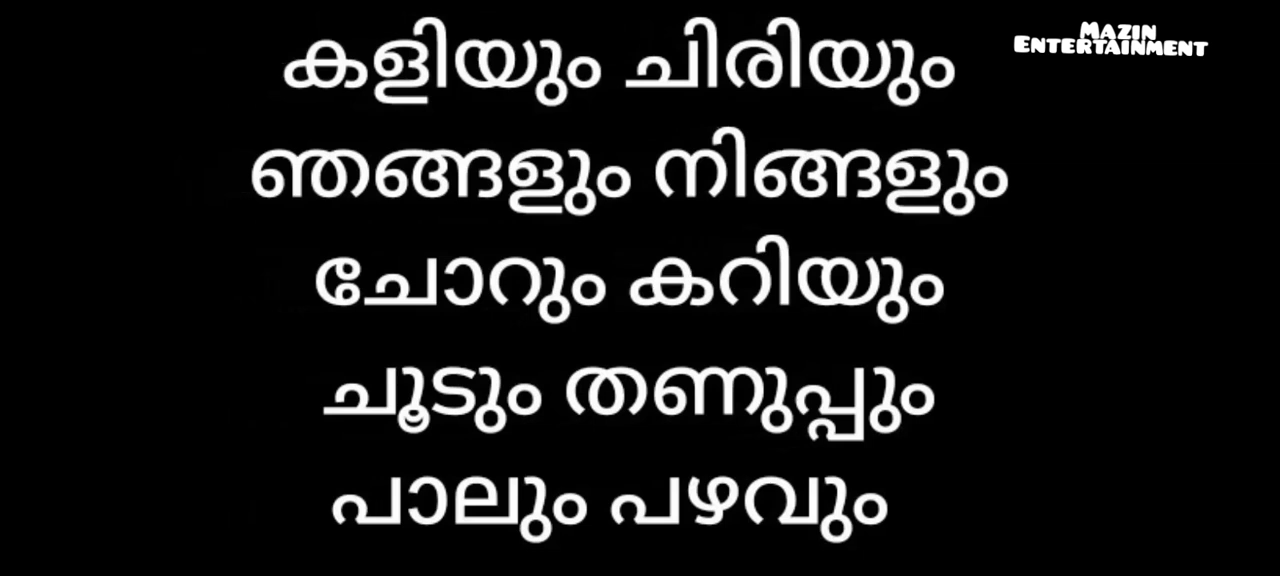 കളിയും ചിരിയും
ഞങ്ങളും നിങ്ങളും
ചോറും കറിയും
ചൂടും തണുപ്പും
പാലും പഴവും
MAZIN
ENTERTAINMENT